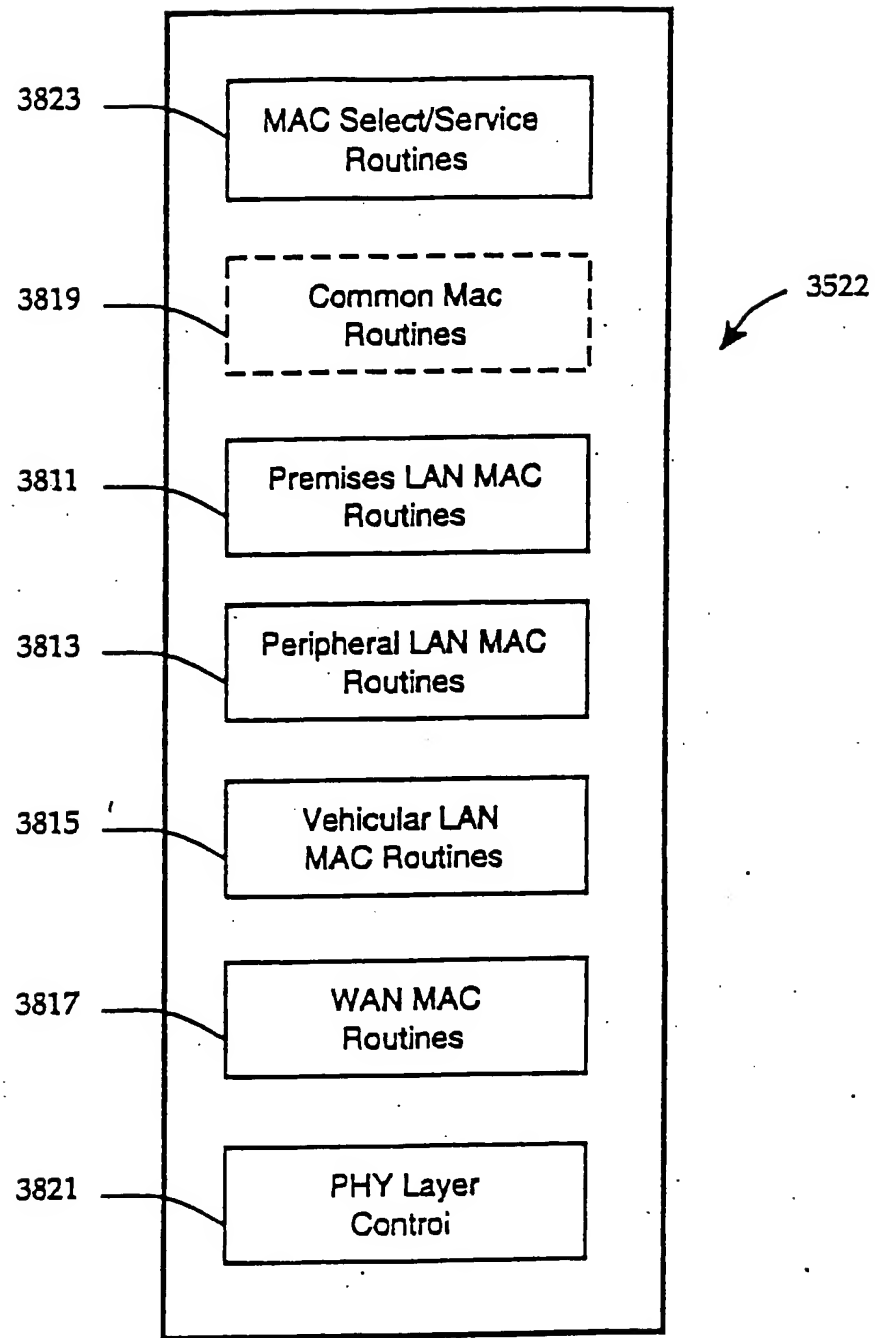 3823
MAC Select/Service
Routines
3819
Common Mac
Routines
3522
3811
Premises LAN MAC
Routines
3813
Peripheral LAN MAC
Routines
3815
Vehicular LAN
MAC Routines
3817
WAN MAC
Routines
3821
PHY Layer
Control